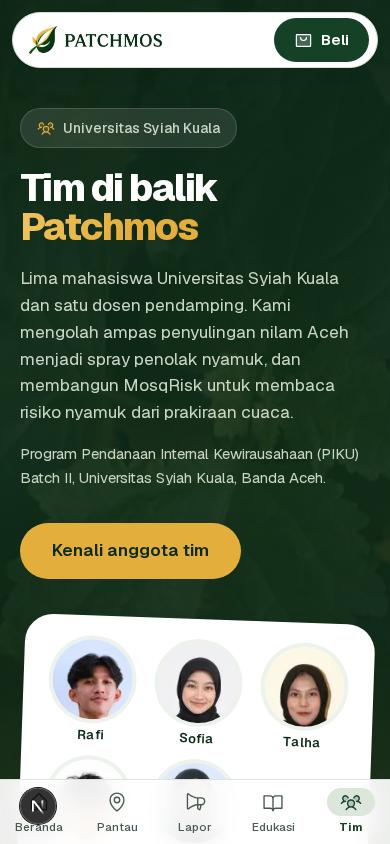 PATCHMOS
Beli
Universitas Syiah Kuala
Tim di balik
Patchmos
Lima mahasiswa Universitas Syiah Kuala
dan satu dosen pendamping. Kami
mengolah ampas penyulingan nilam Aceh
menjadi spray penolak nyamuk, dan
membangun MosqRisk untuk membaca
risiko nyamuk dari prakiraan cuaca.
Program Pendanaan Internal Kewirausahaan (PIKU)
Batch II, Universitas Syiah Kuala, Banda Aceh.
Kenali anggota tim
Rafi
Sofia
Talha
N
Beranda
Pantau
Lapor
Edukasi
Tim